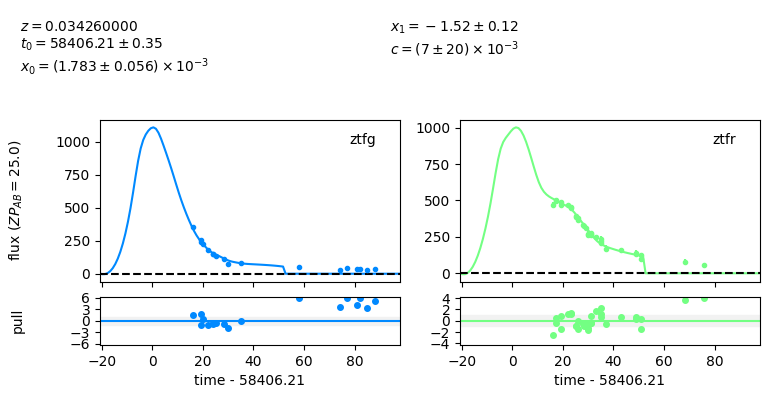 z = 0.034260000
t₀ = 58406.21 ± 0.35
x₀ = (1.783 ± 0.056) × 10⁻³
x₁ = −1.52 ± 0.12
c = (7 ± 20) × 10⁻³
flux (ZP_AB = 25.0)
1000
750
500
250
0
ztfg
1000
750
500
250
0
ztfr
pull
6
3
0
−3
−6
−20 0 20 40 60 80
time - 58406.21
4
2
0
−2
−4
−20 0 20 40 60 80
time - 58406.21